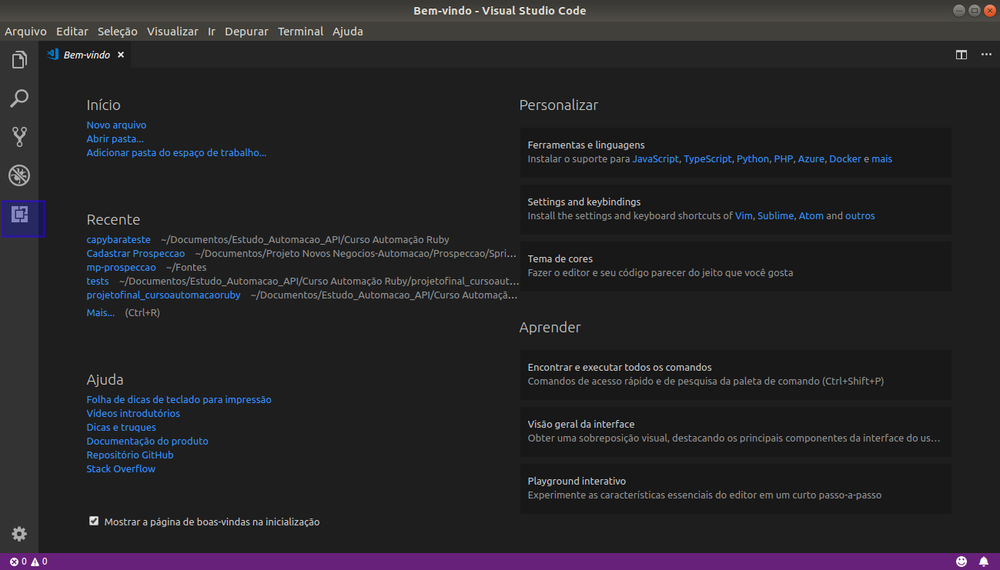 Bem-vindo - Visual Studio Code
Arquivo Editar Seleção Visualizar Ir Depurar Terminal Ajuda
Bem-vindo
Início
Novo arquivo
Abrir pasta...
Adicionar pasta do espaço de trabalho...
Recente
capybarateste ~/Documentos/Estudo_Automacao_API/Curso Automação Ruby
Cadastrar Prospeccao ~/Documentos/Projeto Novos Negocios-Automacao/Prospeccao/Spri...
mp-prospeccao ~/Fontes
tests ~/Documentos/Estudo_Automacao_API/Curso Automação Ruby/projetofinal_cursoaut...
projetofinal_cursoautomacaoruby ~/Documentos/Estudo_Automacao_API/Curso Automaçã...
Mais... (Ctrl+R)
Ajuda
Folha de dicas de teclado para impressão
Vídeos introdutórios
Dicas e truques
Documentação do produto
Repositório GitHub
Stack Overflow
Mostrar a página de boas-vindas na inicialização
Personalizar
Ferramentas e linguagens
Instalar o suporte para JavaScript, TypeScript, Python, PHP, Azure, Docker e mais
Settings and keybindings
Install the settings and keyboard shortcuts of Vim, Sublime, Atom and outros
Tema de cores
Fazer o editor e seu código parecer do jeito que você gosta
Aprender
Encontrar e executar todos os comandos
Comandos de acesso rápido e de pesquisa da paleta de comando (Ctrl+Shift+P)
Visão geral da interface
Obter uma sobreposição visual, destacando os principais componentes da interface do us...
Playground interativo
Experimente as características essenciais do editor em um curto passo-a-passo
0 0